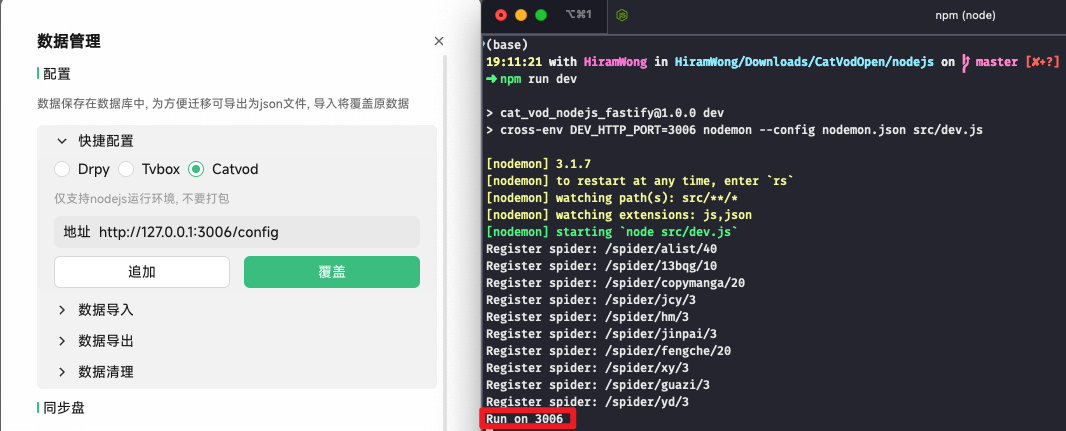 数据管理
配置
数据保存在数据库中, 为方便迁移可导出为json文件, 导入将覆盖原数据
快捷配置
Drpy Tvbox Catvod
仅支持nodejs运行环境, 不要打包
地址 http://127.0.0.1:3006/config
追加 覆盖
数据导入
数据导出
数据清理
同步盘
⌥⌘1 npm (node)
(base)
19:11:21 with HiramWong in HiramWong/Downloads/CatVodOpen/nodejs on master [✘+?]
➜ npm run dev
> cat_vod_nodejs_fastify@1.0.0 dev
> cross-env DEV_HTTP_PORT=3006 nodemon --config nodemon.json src/dev.js
[nodemon] 3.1.7
[nodemon] to restart at any time, enter `rs`
[nodemon] watching path(s): src/**/*
[nodemon] watching extensions: js,json
[nodemon] starting `node src/dev.js`
Register spider: /spider/alist/40
Register spider: /spider/13bqg/10
Register spider: /spider/copymanga/20
Register spider: /spider/jcy/3
Register spider: /spider/hm/3
Register spider: /spider/jinpai/3
Register spider: /spider/fengche/20
Register spider: /spider/xy/3
Register spider: /spider/guazi/3
Register spider: /spider/yd/3
Run on 3006